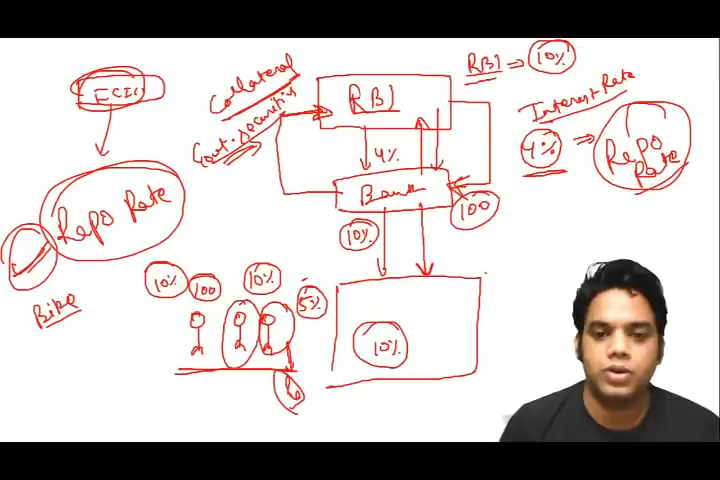 Collateral
Govt. securities
RBI
4%
Bank
100
10%
RBI ⇒ 10%
Interest Rate
4% ⇒ Repo
Rate
Repo Rate
Bike
10%
100
10%
5%
10%